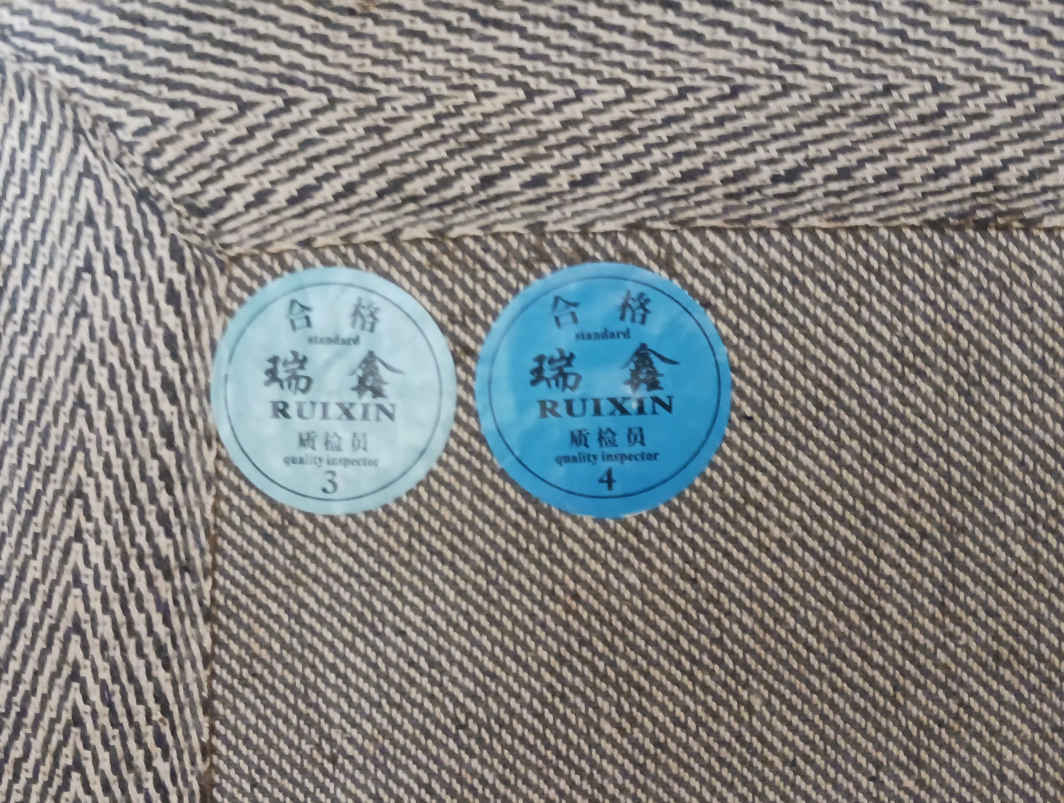 合格
standard
瑞鑫
RUIXIN
质检员
quality inspector
3
合格
standard
瑞鑫
RUIXIN
质检员
quality inspector
4